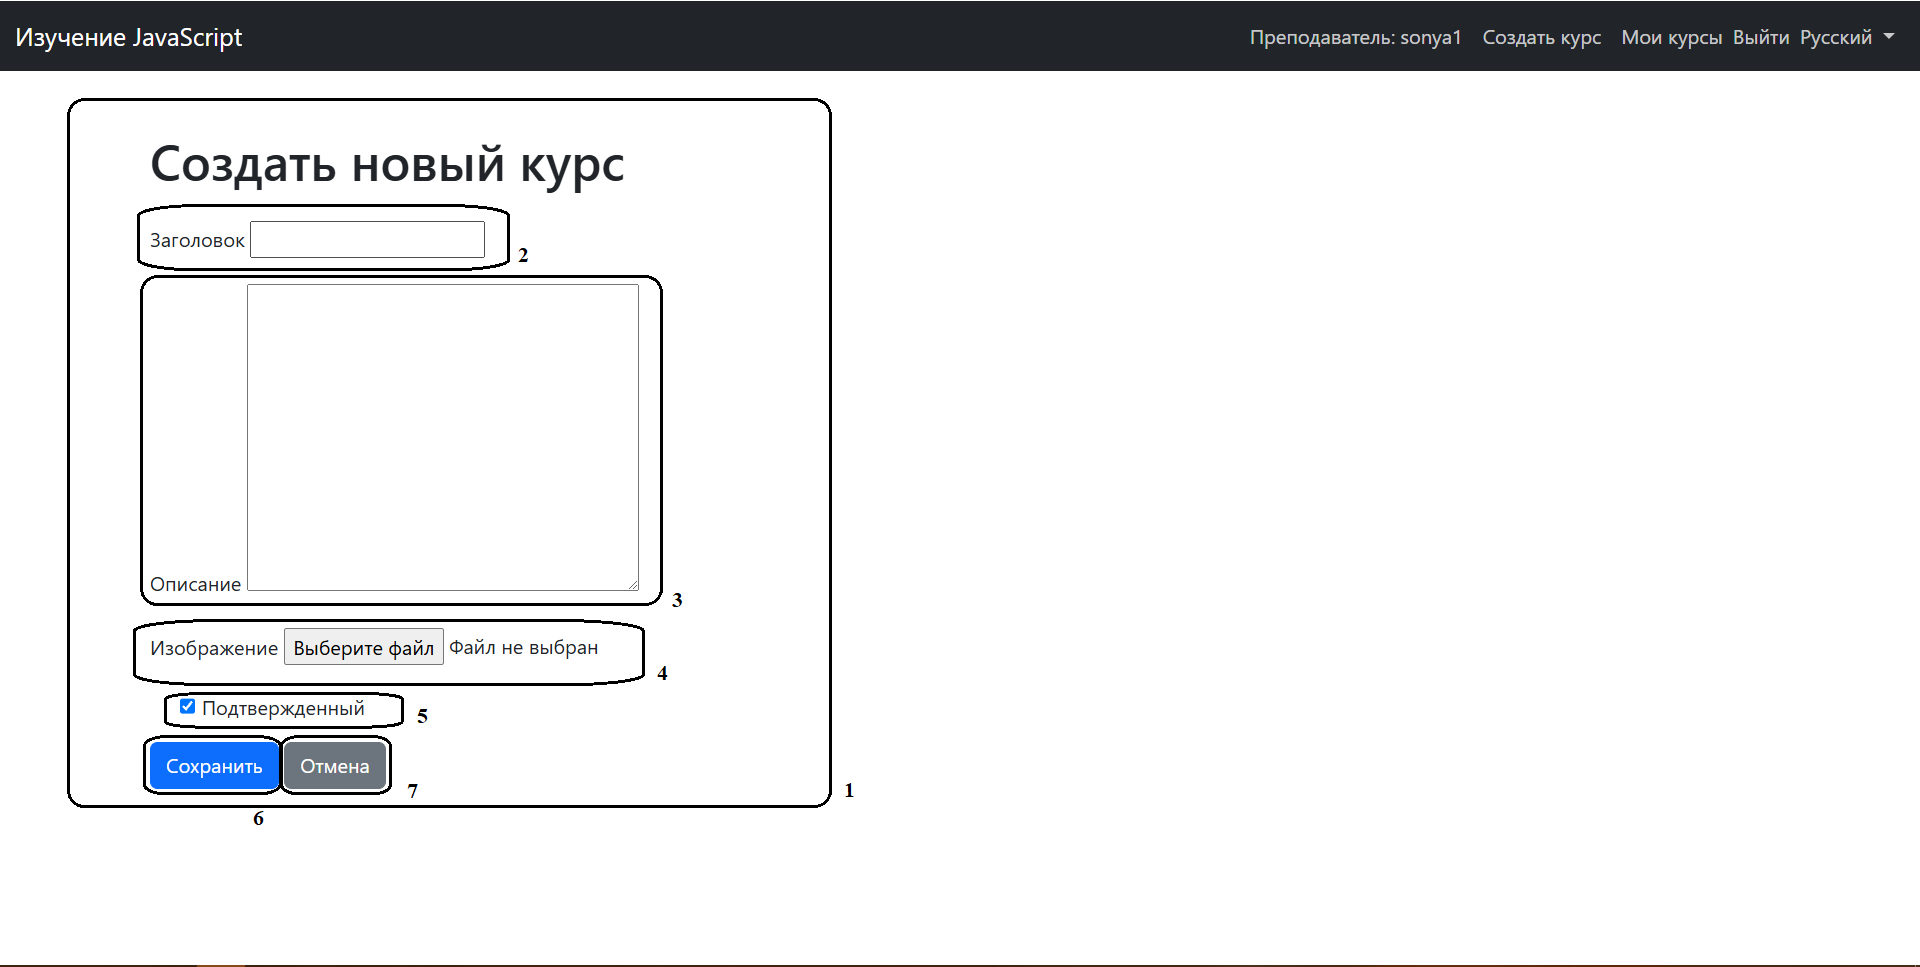 Изучение JavaScript Преподаватель: sonya1 Создать курс Мои курсы Выйти Русский
Создать новый курс
Заголовок
2
Описание
3
Изображение Выберите файл Файл не выбран
4
Подтвержденный
5
Сохранить Отмена
7
1
6